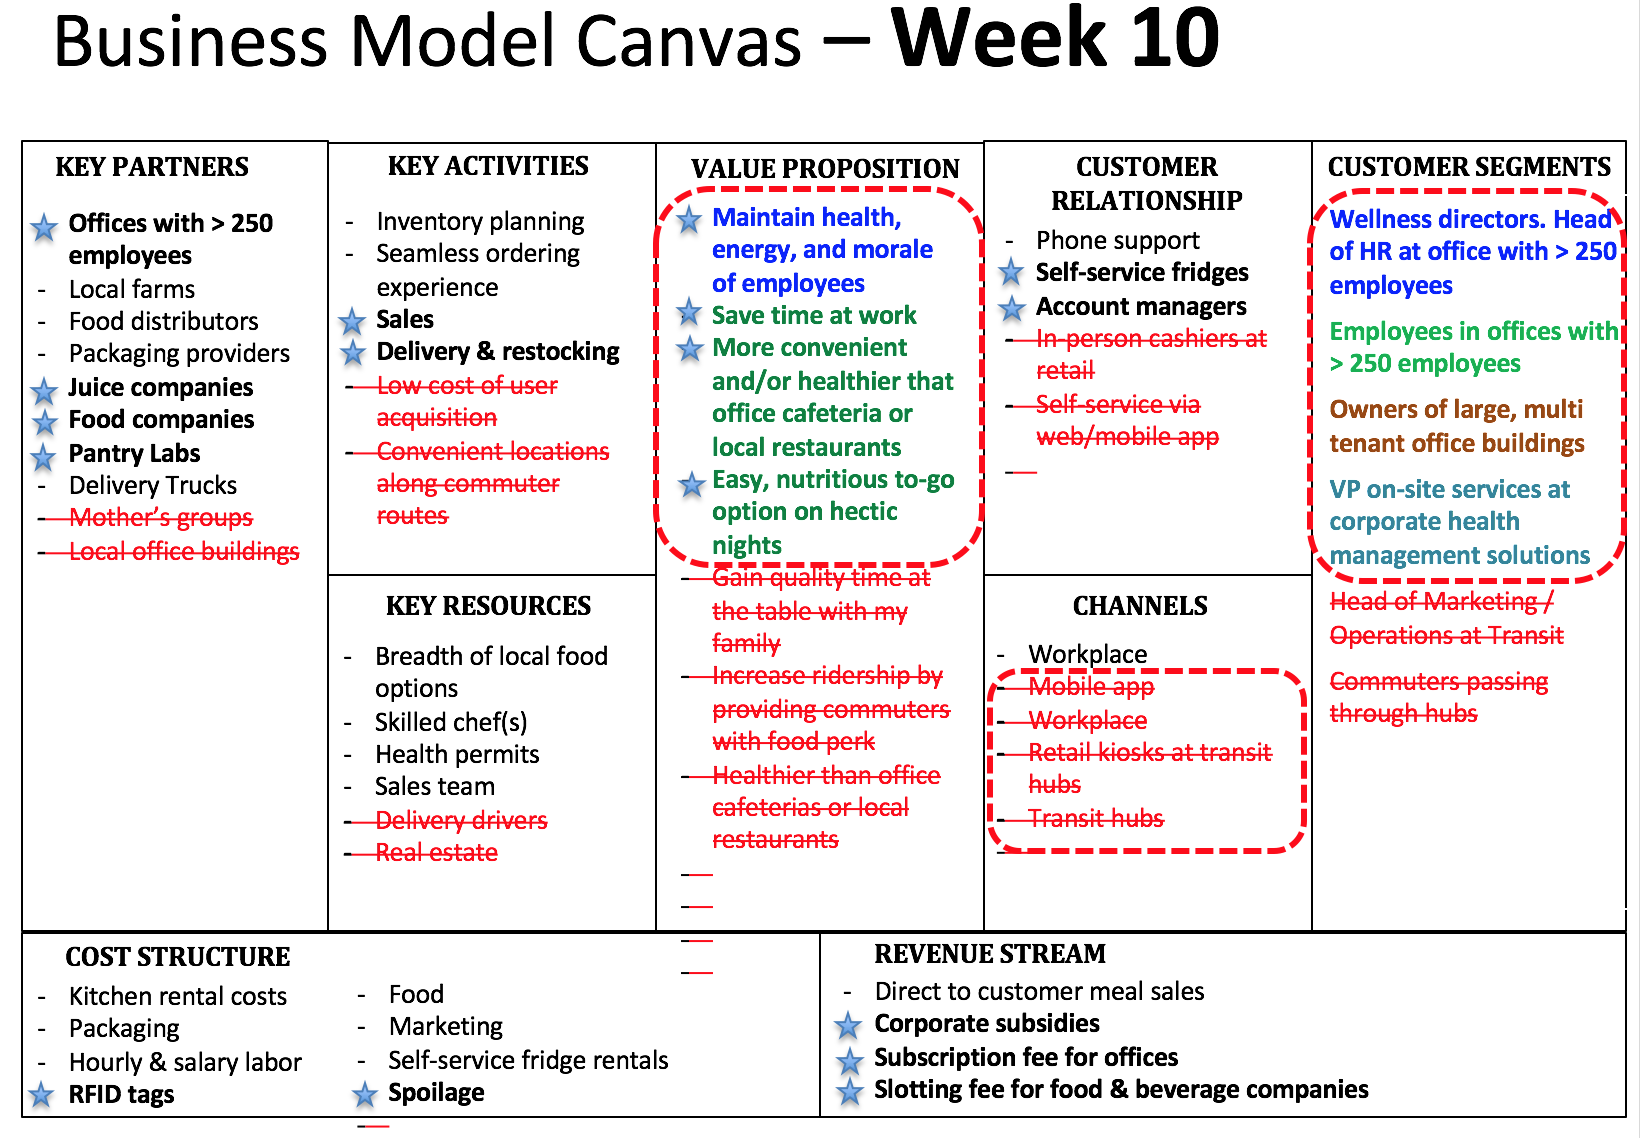 Business Model Canvas – Week 10
KEY PARTNERS
Offices with > 250
employees
- Local farms
- Food distributors
- Packaging providers
Juice companies
Food companies
Pantry Labs
- Delivery Trucks
- Mother's groups
- Local office buildings
KEY ACTIVITIES
- Inventory planning
- Seamless ordering
experience
Sales
Delivery & restocking
- Low cost of user
acquisition
- Convenient locations
along commuter
routes
KEY RESOURCES
- Breadth of local food
options
- Skilled chef(s)
- Health permits
- Sales team
- Delivery drivers
- Real estate
VALUE PROPOSITION
Maintain health,
energy, and morale
of employees
Save time at work
More convenient
and/or healthier that
office cafeteria or
local restaurants
Easy, nutritious to-go
option on hectic
nights
- Gain quality time at
the table with my
family
- Increase ridership by
providing commuters
with food perk
- Healthier than office
cafeterias or local
restaurants
-
-
-
-
CUSTOMER
RELATIONSHIP
- Phone support
Self-service fridges
Account managers
- In-person cashiers at
retail
- Self-service via
web/mobile app
-
CHANNELS
- Workplace
- Mobile app
- Workplace
- Retail kiosks at transit
hubs
- Transit hubs
-
CUSTOMER SEGMENTS
Wellness directors. Head
of HR at office with > 250
employees
Employees in offices with
> 250 employees
Owners of large, multi
tenant office buildings
VP on-site services at
corporate health
management solutions
Head of Marketing /
Operations at Transit
Commuters passing
through hubs
COST STRUCTURE
- Kitchen rental costs
- Packaging
- Hourly & salary labor
RFID tags
- Food
- Marketing
- Self-service fridge rentals
Spoilage
-
REVENUE STREAM
- Direct to customer meal sales
Corporate subsidies
Subscription fee for offices
Slotting fee for food & beverage companies